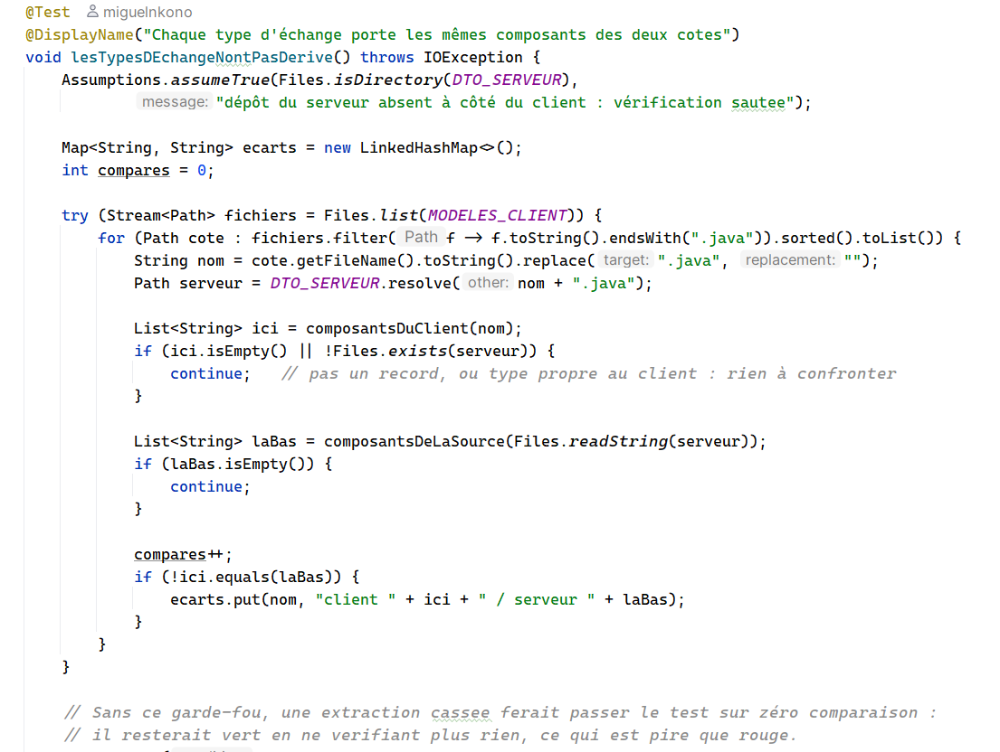 @Test miguelnkono
@DisplayName("Chaque type d'échange porte les mêmes composants des deux cotes")
void lesTypesDEchangeNontPasDerive() throws IOException {
Assumptions.assumeTrue(Files.isDirectory(DTO_SERVEUR),
message: "dépôt du serveur absent à côté du client : vérification sautee");
Map<String, String> ecarts = new LinkedHashMap<>();
int compares = 0;
try (Stream<Path> fichiers = Files.list(MODELES_CLIENT)) {
for (Path cote : fichiers.filter( Path f -> f.toString().endsWith(".java")).sorted().toList()) {
String nom = cote.getFileName().toString().replace( target: ".java", replacement: "");
Path serveur = DTO_SERVEUR.resolve( other: nom + ".java");
List<String> ici = composantsDuClient(nom);
if (ici.isEmpty() || !Files.exists(serveur)) {
continue; // pas un record, ou type propre au client : rien à confronter
}
List<String> laBas = composantsDeLaSource(Files.readString(serveur));
if (laBas.isEmpty()) {
continue;
}
compares++;
if (!ici.equals(laBas)) {
ecarts.put(nom, "client " + ici + " / serveur " + laBas);
}
}
}
// Sans ce garde-fou, une extraction cassee ferait passer le test sur zéro comparaison :
// il resterait vert en ne verifiant plus rien, ce qui est pire que rouge.